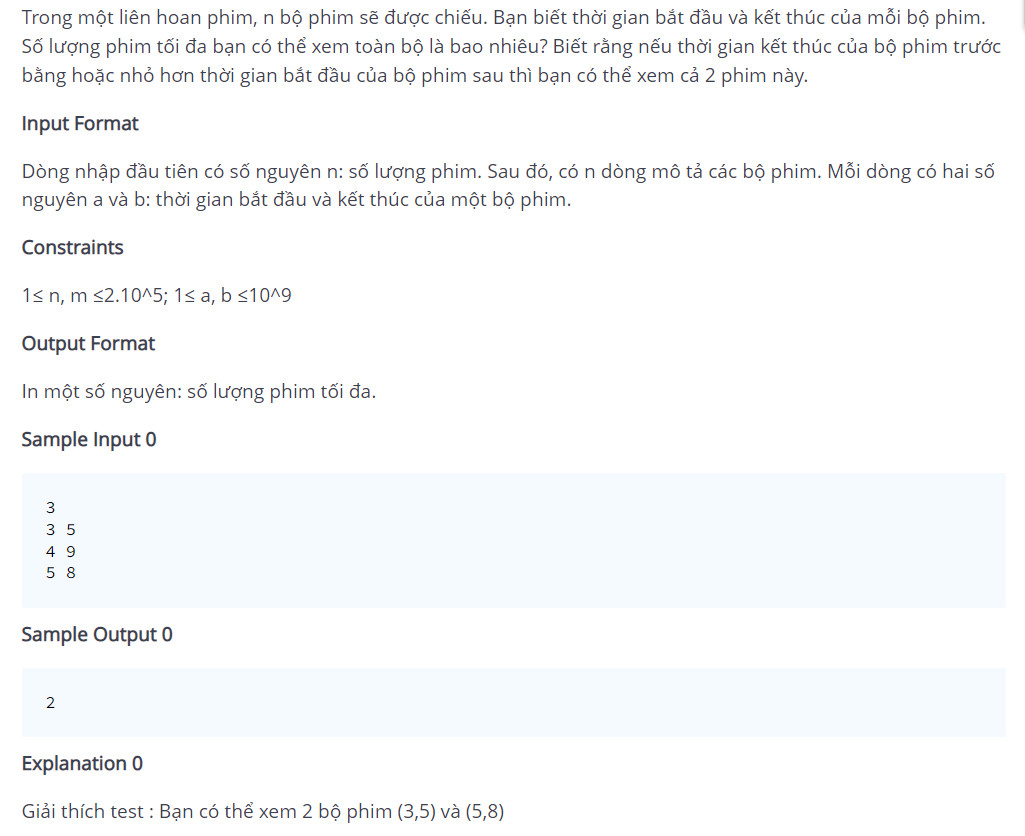 Trong một liên hoan phim, n bộ phim sẽ được chiếu. Bạn biết thời gian bắt đầu và kết thúc của mỗi bộ phim.
Số lượng phim tối đa bạn có thể xem toàn bộ là bao nhiêu? Biết rằng nếu thời gian kết thúc của bộ phim trước
bằng hoặc nhỏ hơn thời gian bắt đầu của bộ phim sau thì bạn có thể xem cả 2 phim này.
Input Format
Dòng nhập đầu tiên có số nguyên n: số lượng phim. Sau đó, có n dòng mô tả các bộ phim. Mỗi dòng có hai số
nguyên a và b: thời gian bắt đầu và kết thúc của một bộ phim.
Constraints
1≤ n, m ≤2.10^5; 1≤ a, b ≤10^9
Output Format
In một số nguyên: số lượng phim tối đa.
Sample Input 0
3
3 5
4 9
5 8
Sample Output 0
2
Explanation 0
Giải thích test : Bạn có thể xem 2 bộ phim (3,5) và (5,8)